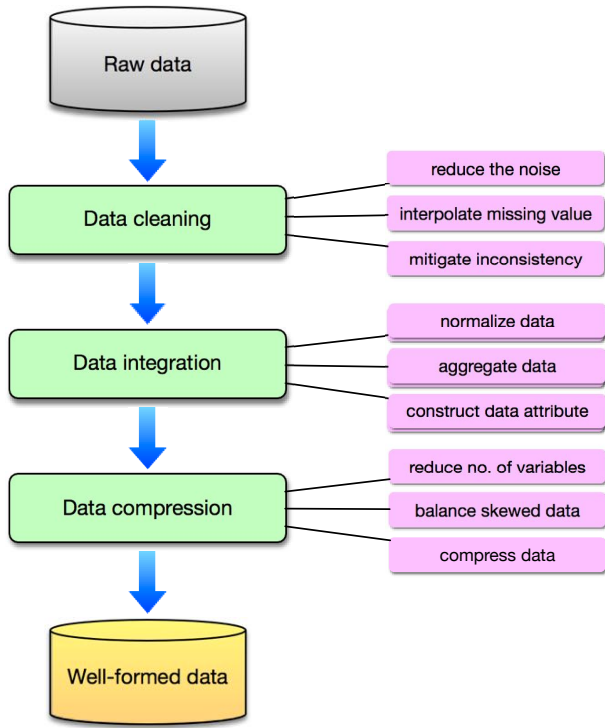 Raw data
Data cleaning
reduce the noise
interpolate missing value
mitigate inconsistency
Data integration
normalize data
aggregate data
construct data attribute
Data compression
reduce no. of variables
balance skewed data
compress data
Well-formed data